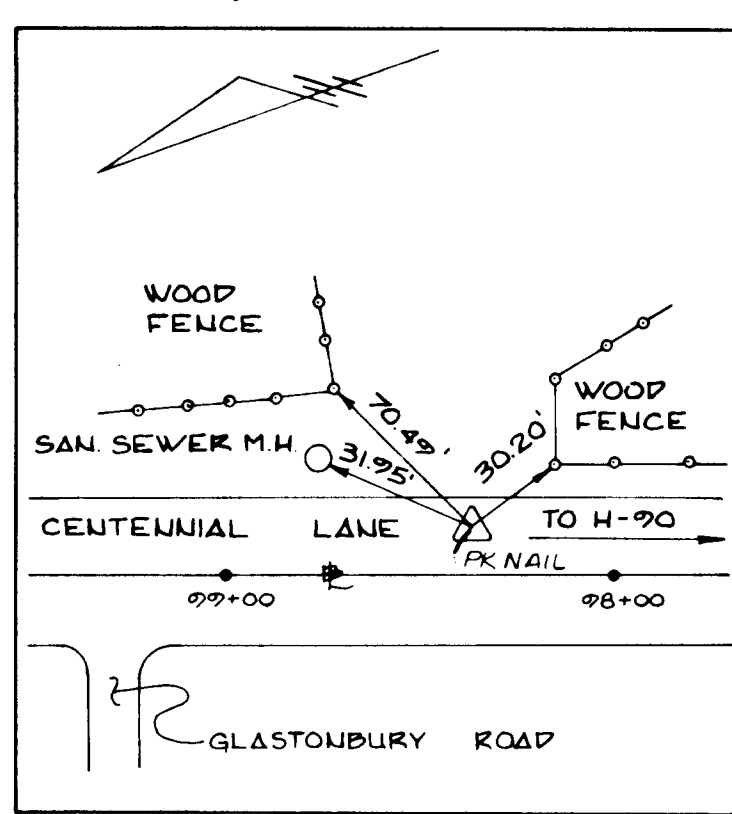 WOOD
FENCE
70.49'
WOOD
FENCE
SAN. SEWER M.H.
31.95'
30.20'
CENTENNIAL LANE
TO H-90
PK NAIL
99+00
98+00
GLASTONBURY ROAD